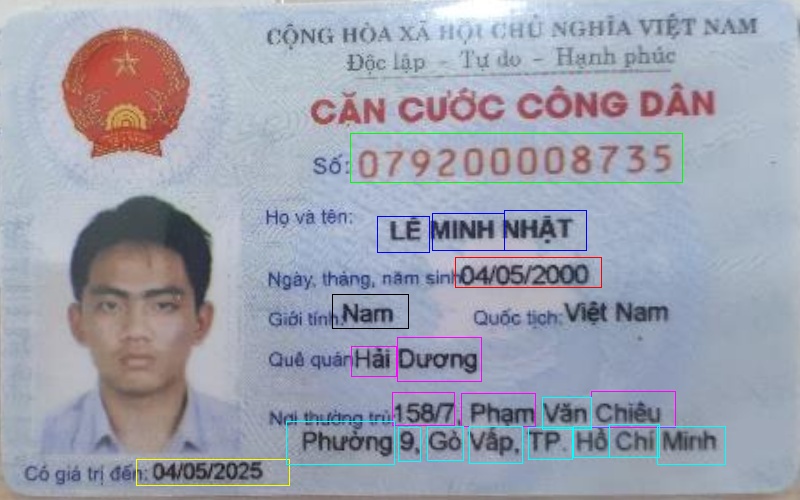 CỘNG HÒA XÃ HỘI CHỦ NGHĨA VIỆT NAM
Độc lập - Tự do - Hạnh phúc
CĂN CƯỚC CÔNG DÂN
Số: 079200008735
Họ và tên: LÊ MINH NHẬT
Ngày, tháng, năm sinh: 04/05/2000
Giới tính: Nam Quốc tịch: Việt Nam
Quê quán: Hải Dương
Nơi thường trú: 158/7, Phạm Văn Chiêu
Phường 9, Gò Vấp, TP. Hồ Chí Minh
Có giá trị đến: 04/05/2025